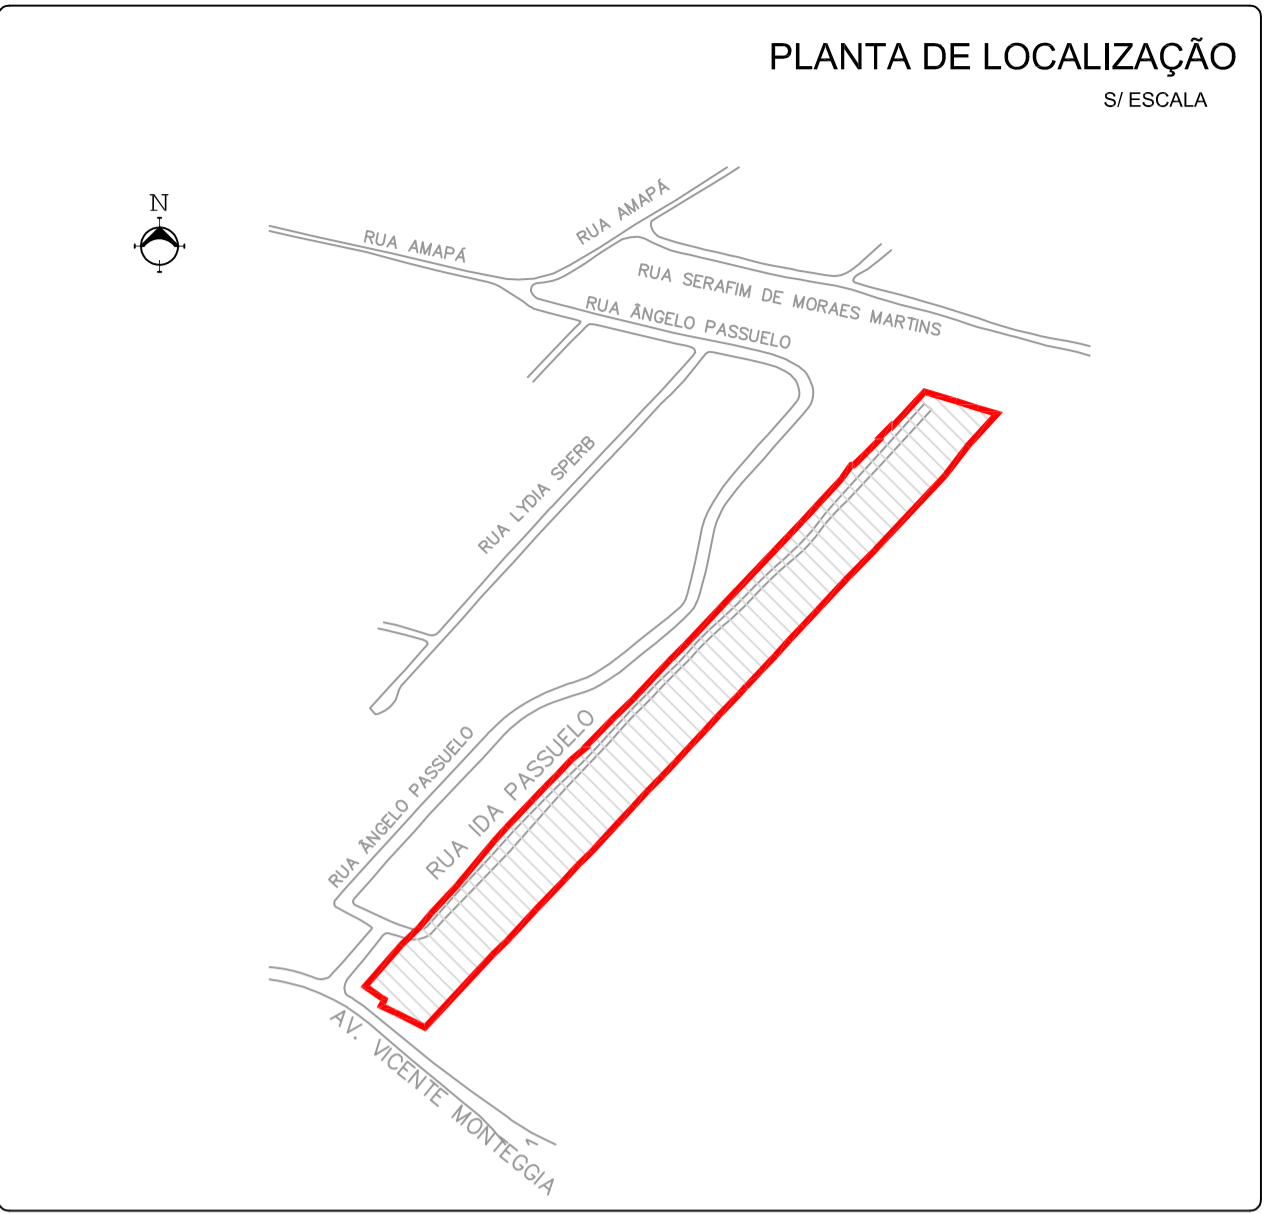 PLANTA DE LOCALIZAÇÃO
S/ ESCALA
N
RUA AMAPÁ
RUA AMAPÁ
RUA SERAFIM DE MORAES MARTINS
RUA ÂNGELO PASSUELO
RUA LYDIA SPERB
RUA ÂNGELO PASSUELO
RUA IDA PASSUELO
AV. VICENTE MONTEGGIA